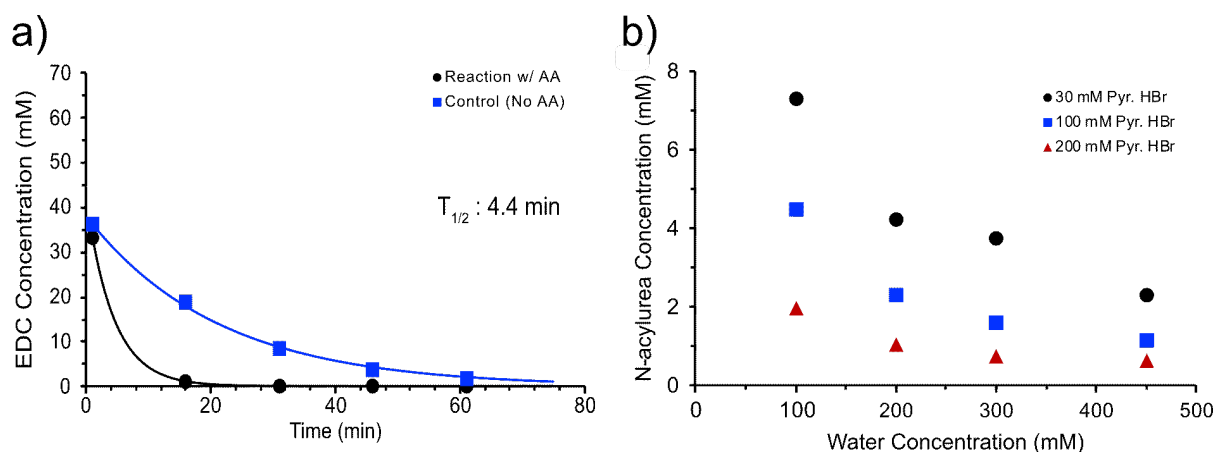 a)
70
60
50
40
30
20
10
0
EDC Concentration (mM)
Reaction w/ AA
Control (No AA)
T1/2 : 4.4 min
0 20 40 60 80
Time (min)
b)
8
6
4
2
0
N-acylurea Concentration (mM)
30 mM Pyr. HBr
100 mM Pyr. HBr
200 mM Pyr. HBr
0 100 200 300 400 500
Water Concentration (mM)